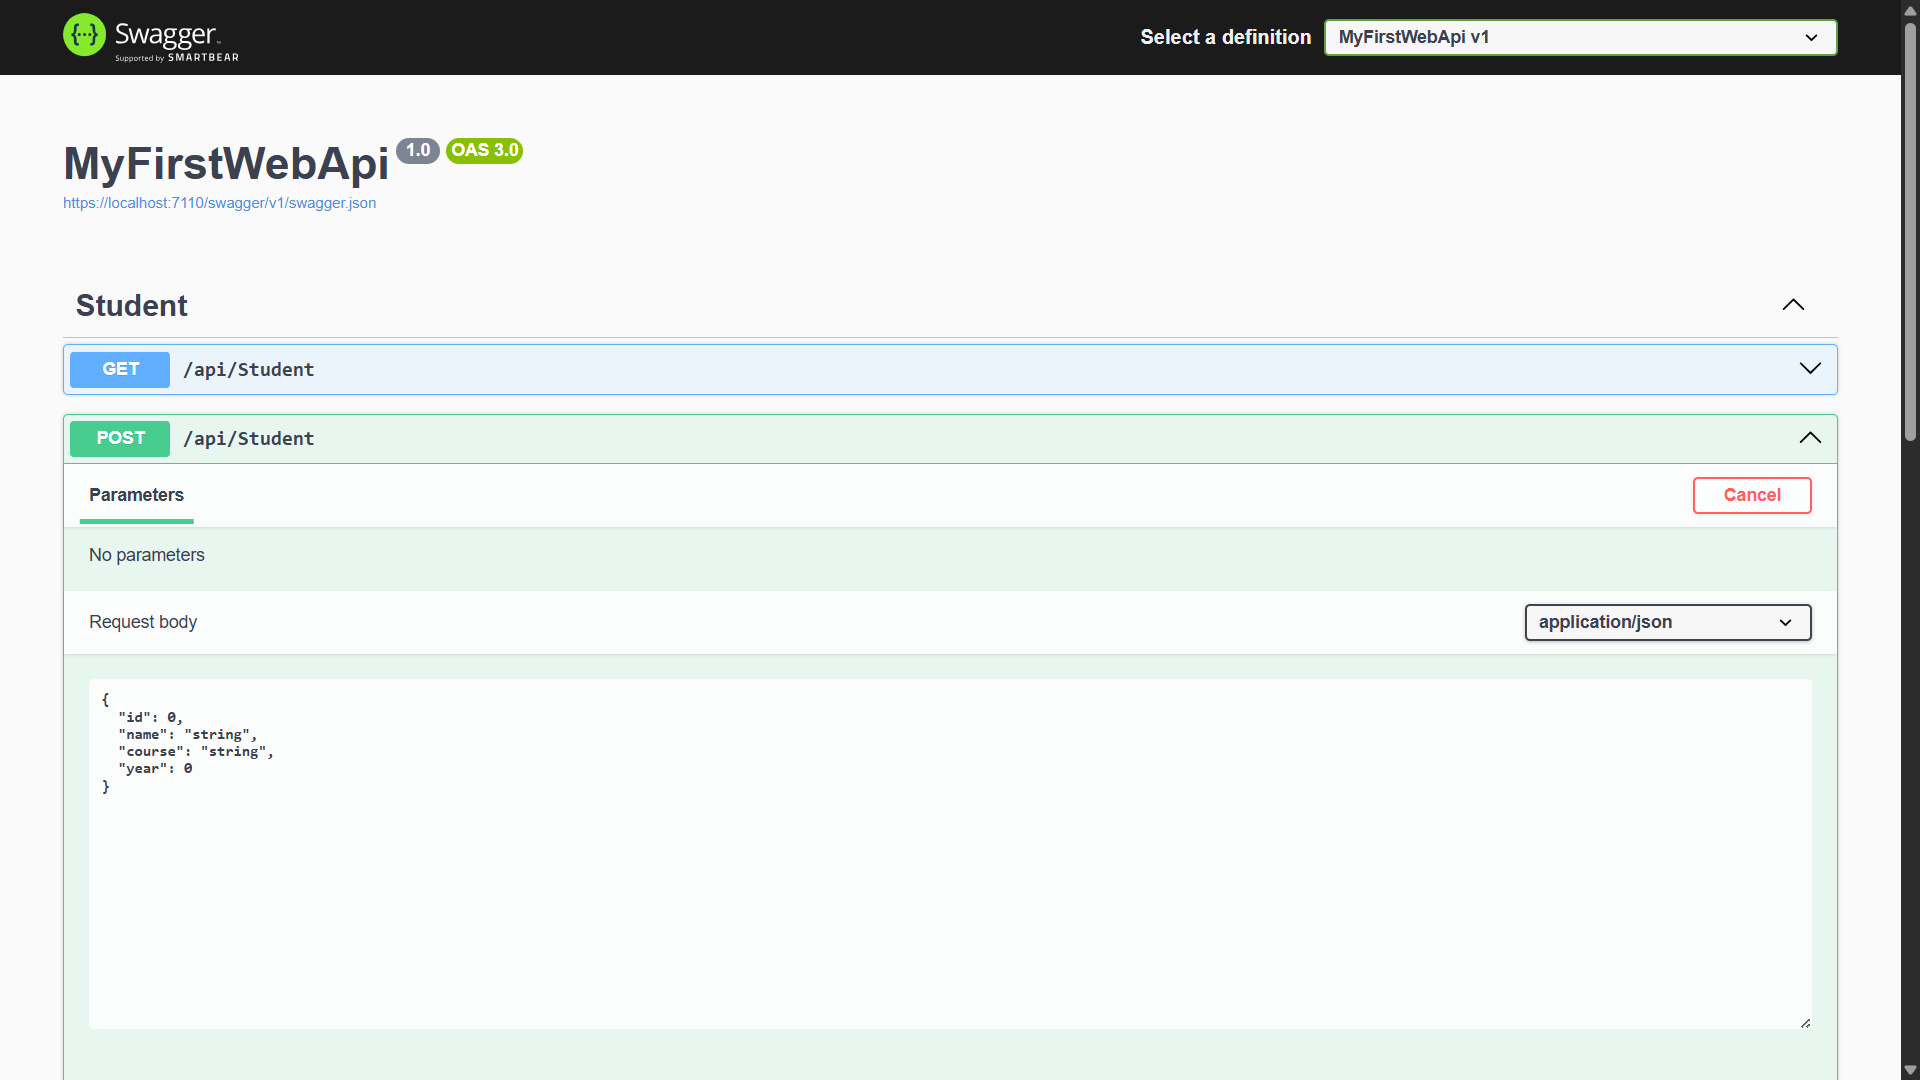 {···} Swagger™
Supported by SMARTBEAR
Select a definition
MyFirstWebApi v1
MyFirstWebApi 1.0 OAS 3.0
https://localhost:7110/swagger/v1/swagger.json
Student
GET /api/Student
POST /api/Student
Parameters
Cancel
No parameters
Request body
application/json
{
  "id": 0,
  "name": "string",
  "course": "string",
  "year": 0
}